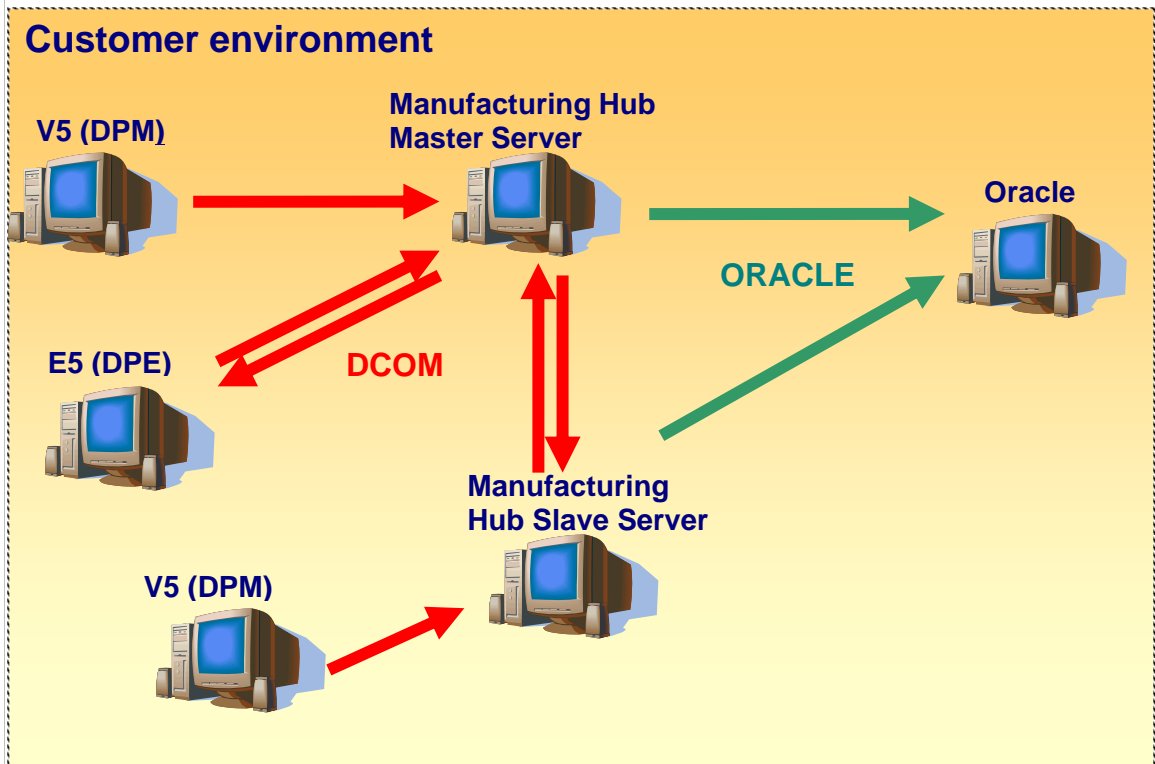 Customer environment
Manufacturing Hub
Master Server
V5 (DPM)
Oracle
ORACLE
E5 (DPE)
DCOM
Manufacturing
Hub Slave Server
V5 (DPM)